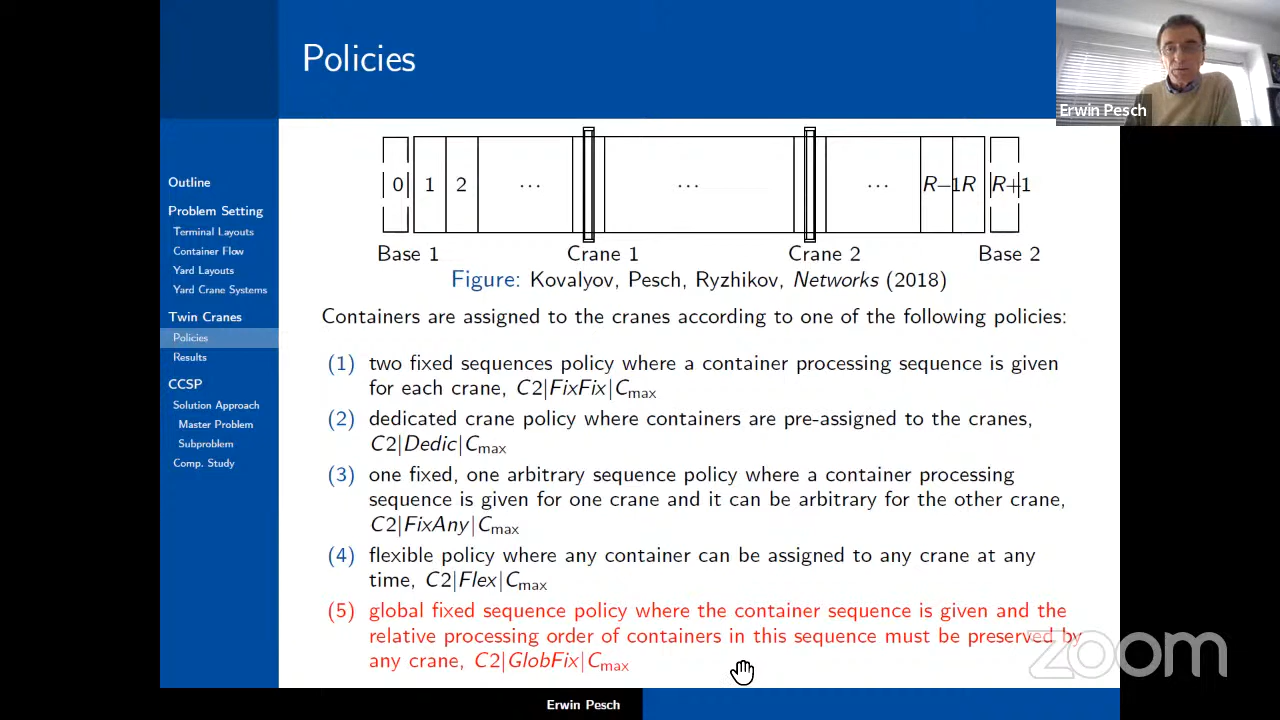 Policies
Erwin Pesch
Outline
Problem Setting
Terminal Layouts
Container Flow
Yard Layouts
Yard Crane Systems
Twin Cranes
Policies
Results
CCSP
Solution Approach
Master Problem
Subproblem
Comp. Study
0 1 2 ... ... ... R−1 R R+1
Base 1 Crane 1 Crane 2 Base 2
Figure: Kovalyov, Pesch, Ryzhikov, Networks (2018)
Containers are assigned to the cranes according to one of the following policies:
(1) two fixed sequences policy where a container processing sequence is given
for each crane, C2|FixFix|Cmax
(2) dedicated crane policy where containers are pre-assigned to the cranes,
C2|Dedic|Cmax
(3) one fixed, one arbitrary sequence policy where a container processing
sequence is given for one crane and it can be arbitrary for the other crane,
C2|FixAny|Cmax
(4) flexible policy where any container can be assigned to any crane at any
time, C2|Flex|Cmax
(5) global fixed sequence policy where the container sequence is given and the
relative processing order of containers in this sequence must be preserved by
any crane, C2|GlobFix|Cmax
zoom
Erwin Pesch